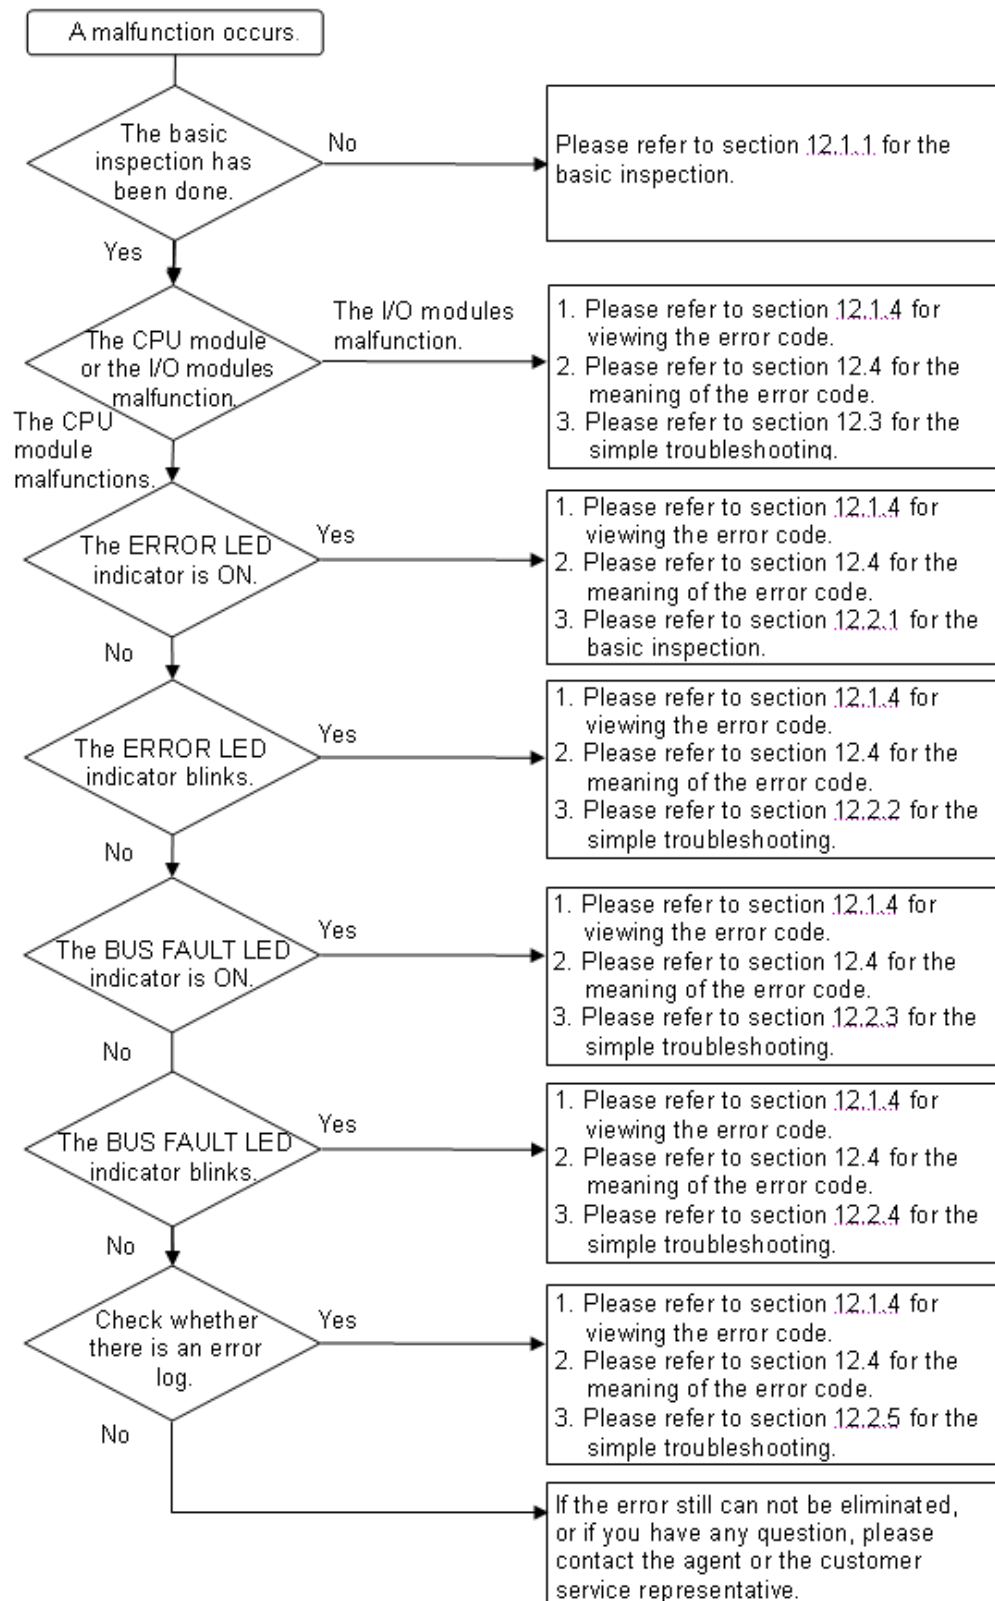 A malfunction occurs.
The basic
inspection has
been done.
No
Please refer to section 12.1.1 for the
basic inspection.
Yes
The CPU module
or the I/O modules
malfunction.
The I/O modules
malfunction.
1. Please refer to section 12.1.4 for
viewing the error code.
2. Please refer to section 12.4 for the
meaning of the error code.
3. Please refer to section 12.3 for the
simple troubleshooting.
The CPU
module
malfunctions.
The ERROR LED
indicator is ON.
Yes
1. Please refer to section 12.1.4 for
viewing the error code.
2. Please refer to section 12.4 for the
meaning of the error code.
3. Please refer to section 12.2.1 for the
basic inspection.
No
The ERROR LED
indicator blinks.
Yes
1. Please refer to section 12.1.4 for
viewing the error code.
2. Please refer to section 12.4 for the
meaning of the error code.
3. Please refer to section 12.2.2 for the
simple troubleshooting.
No
The BUS FAULT LED
indicator is ON.
Yes
1. Please refer to section 12.1.4 for
viewing the error code.
2. Please refer to section 12.4 for the
meaning of the error code.
3. Please refer to section 12.2.3 for the
simple troubleshooting.
No
The BUS FAULT LED
indicator blinks.
Yes
1. Please refer to section 12.1.4 for
viewing the error code.
2. Please refer to section 12.4 for the
meaning of the error code.
3. Please refer to section 12.2.4 for the
simple troubleshooting.
No
Check whether
there is an error
log.
Yes
1. Please refer to section 12.1.4 for
viewing the error code.
2. Please refer to section 12.4 for the
meaning of the error code.
3. Please refer to section 12.2.5 for the
simple troubleshooting.
No
If the error still can not be eliminated,
or if you have any question, please
contact the agent or the customer
service representative.